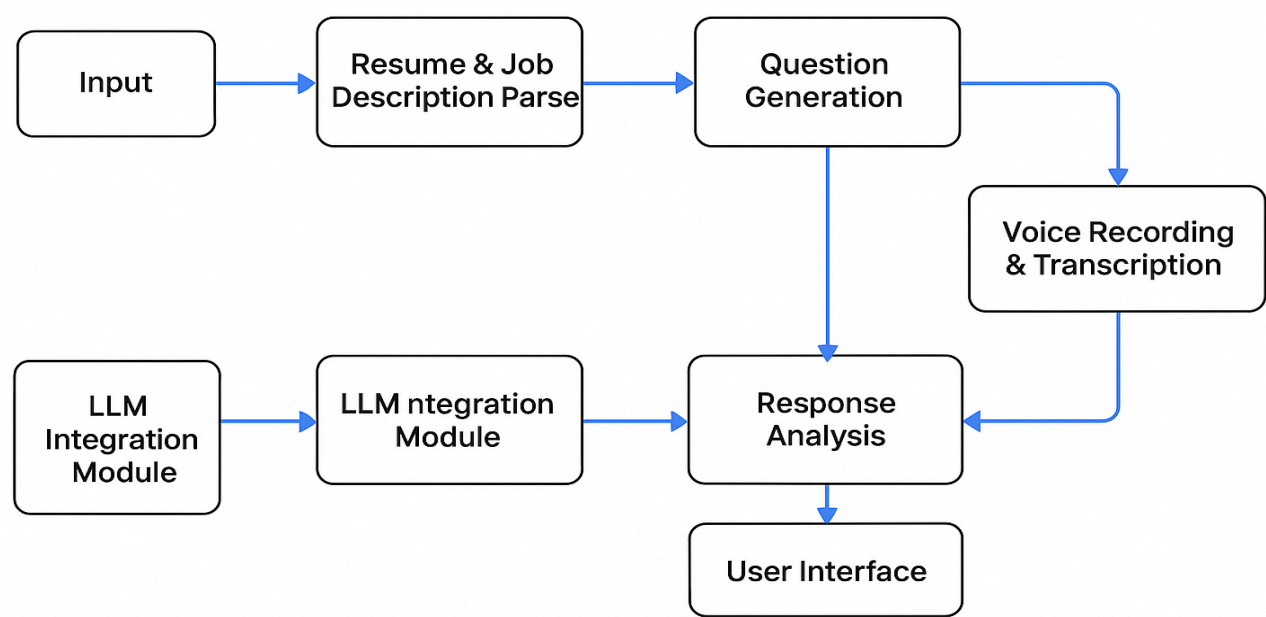 Input
Resume & Job
Description Parse
Question
Generation
Voice Recording
& Transcription
LLM
Integration
Module
LLM ntegration
Module
Response
Analysis
User Interface